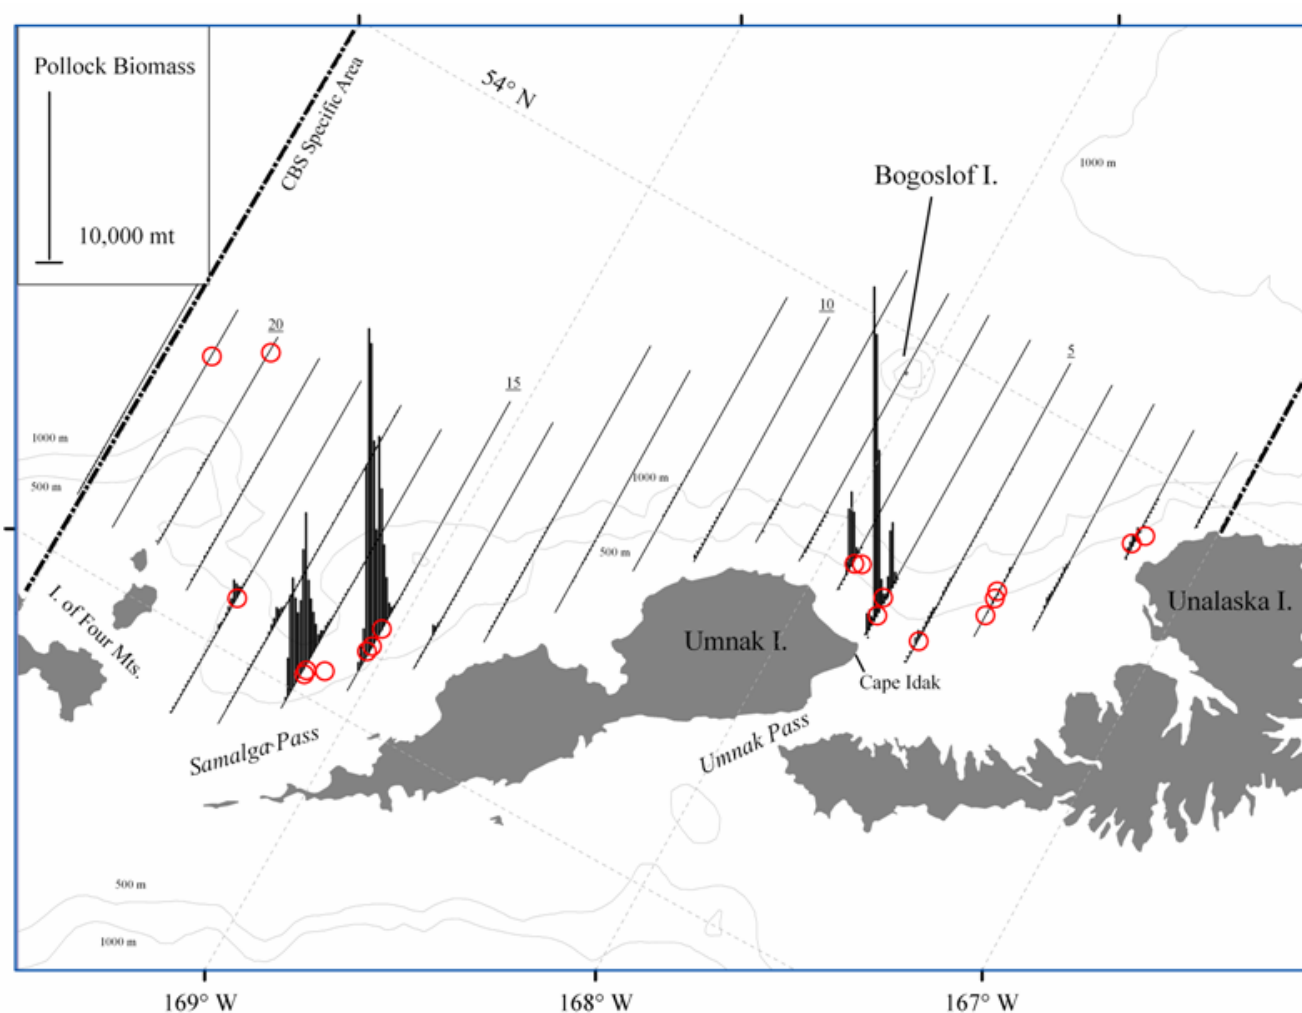 Pollock Biomass
10,000 mt
CBS Specific Area
54° N
1000 m
Bogoslof I.
20
15
10
5
1000 m
500 m
1000 m
500 m
I. of Four Mts.
Umnak I.
Unalaska I.
Cape Idak
Samalga Pass
Umnak Pass
500 m
1000 m
169° W
168° W
167° W